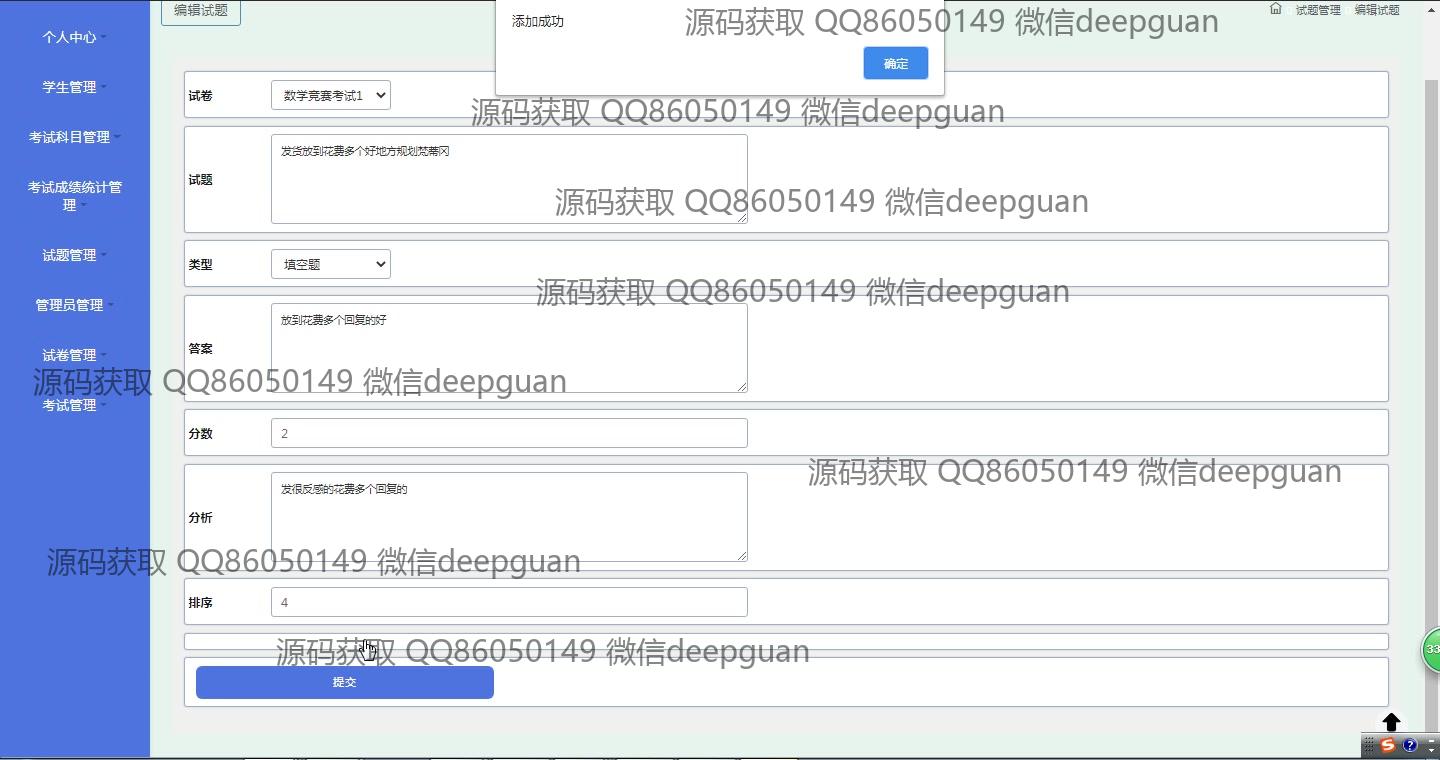 编辑试题
添加成功
确定
试题管理 编辑试题
源码获取 QQ86050149 微信deepguan
个人中心
学生管理
考试科目管理
考试成绩统计管
理
试题管理
管理员管理
试卷管理
考试管理
试卷
数学竞赛考试1
源码获取 QQ86050149 微信deepguan
试题
发货放到花费多个好地方规划梵蒂冈
源码获取 QQ86050149 微信deepguan
类型
填空题
源码获取 QQ86050149 微信deepguan
答案
放到花费多个回复的好
源码获取 QQ86050149 微信deepguan
分数
2
源码获取 QQ86050149 微信deepguan
分析
发很反感的花费多个回复的
源码获取 QQ86050149 微信deepguan
排序
4
源码获取 QQ86050149 微信deepguan
33
提交